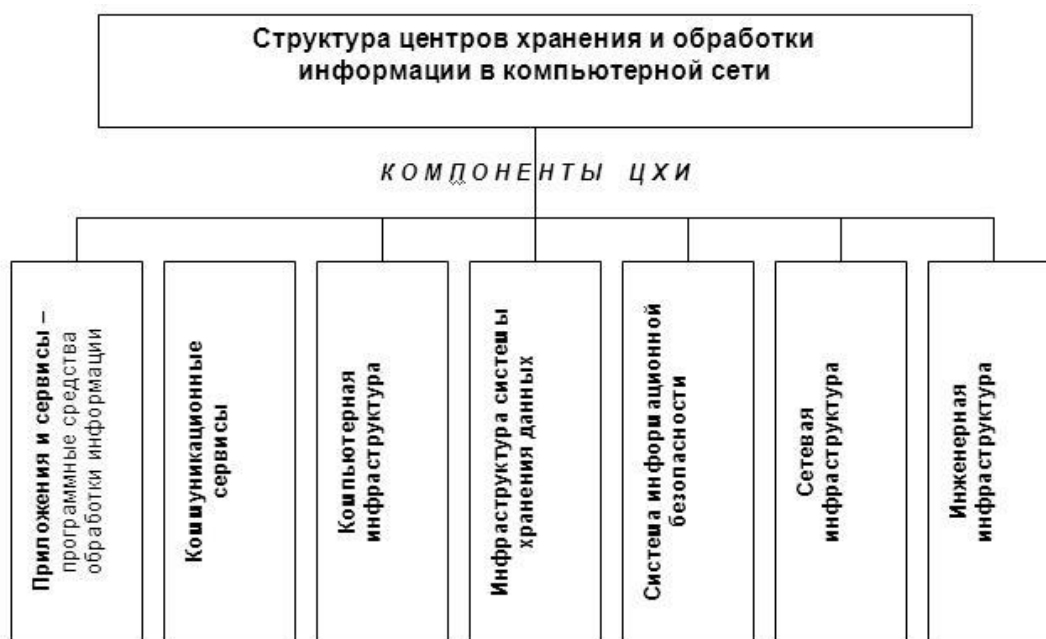 Структура центров хранения и обработки
информации в компьютерной сети
КОМПОНЕНТЫ ЦХИ
Приложения и сервисы –
программные средства
обработки информации
Коммуникационные
сервисы
Компьютерная
инфраструктура
Инфраструктура системы
хранения данных
Система информационной
безопасности
Сетевая
инфраструктура
Инженерная
инфраструктура